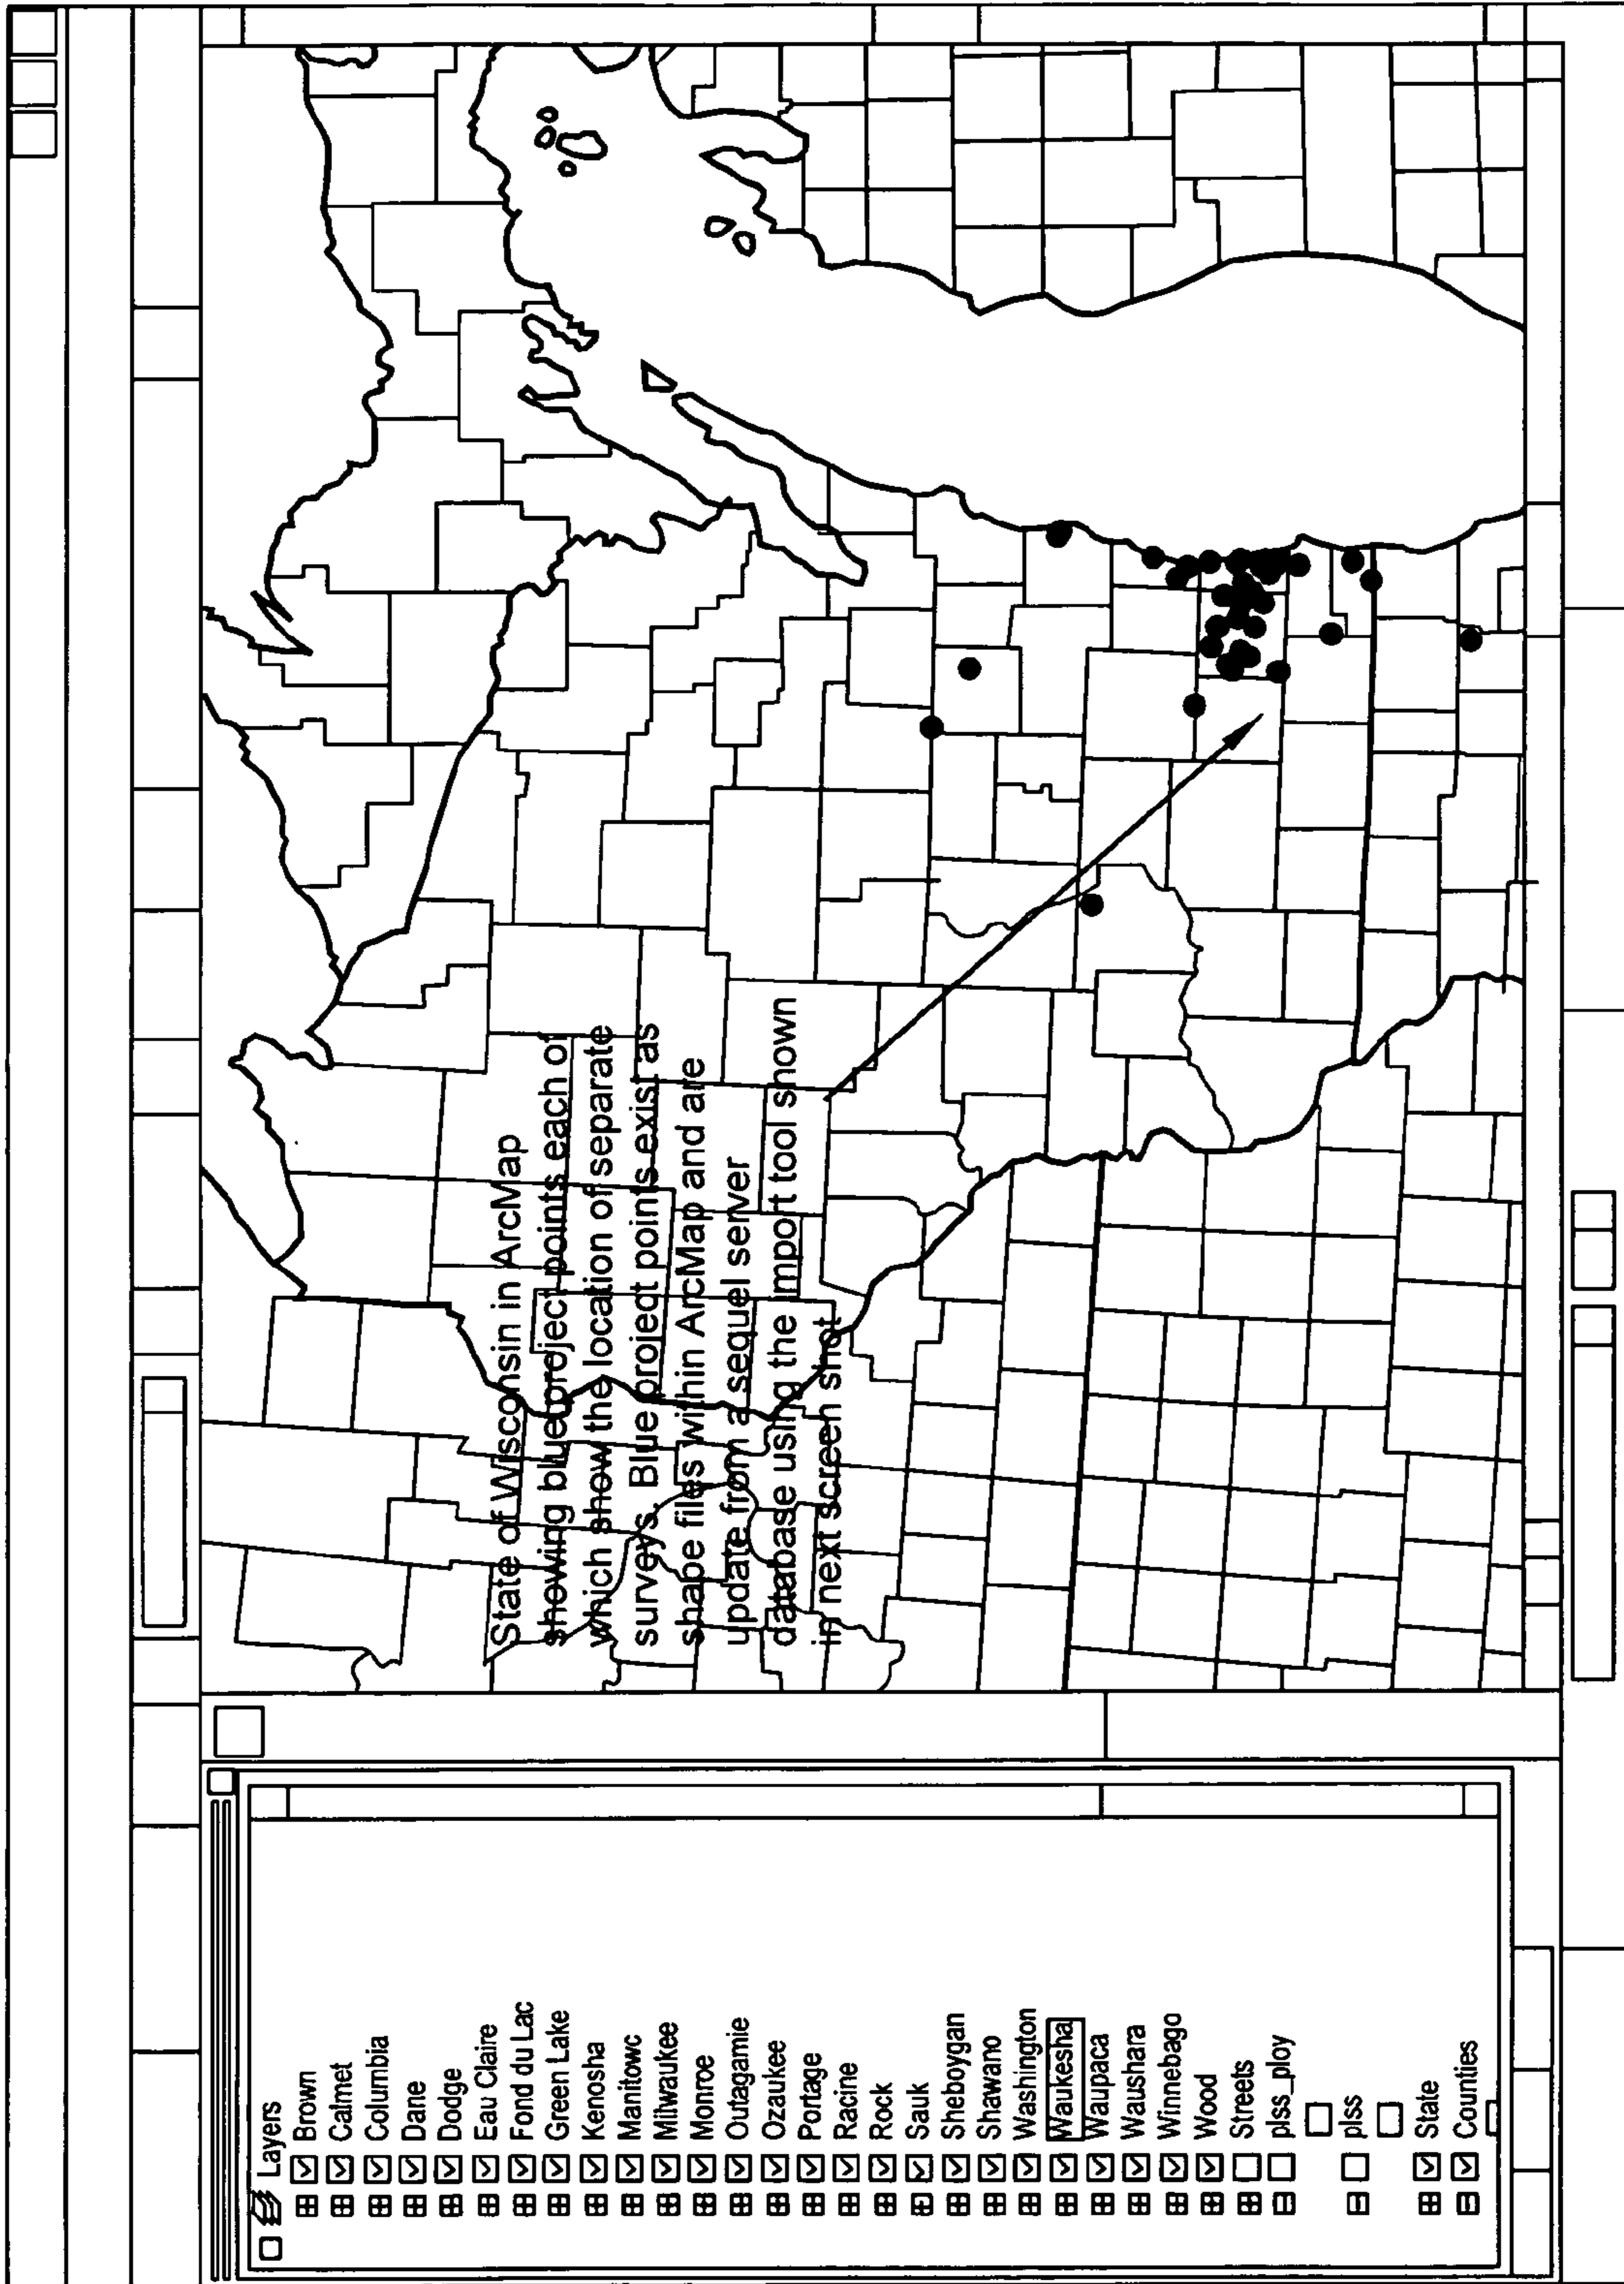 Layers
Brown
Calmet
Columbia
Dane
Dodge
Eau Claire
Fond du Lac
Green Lake
Kenosha
Manitowc
Milwaukee
Monroe
Outagamie
Ozaukee
Portage
Racine
Rock
Sauk
Sheboygan
Shawano
Washington
Waukesha
Waupaca
Waushara
Winnebago
Wood
Streets
plss_ploy
plss
State
Counties
State of Wisconsin in ArcMap
showing blue project points each of
which show the location of separate
surveys. Blue project points exist as
shape files within ArcMap and are
update from a sequel server
database using the import tool shown
in next screen shot